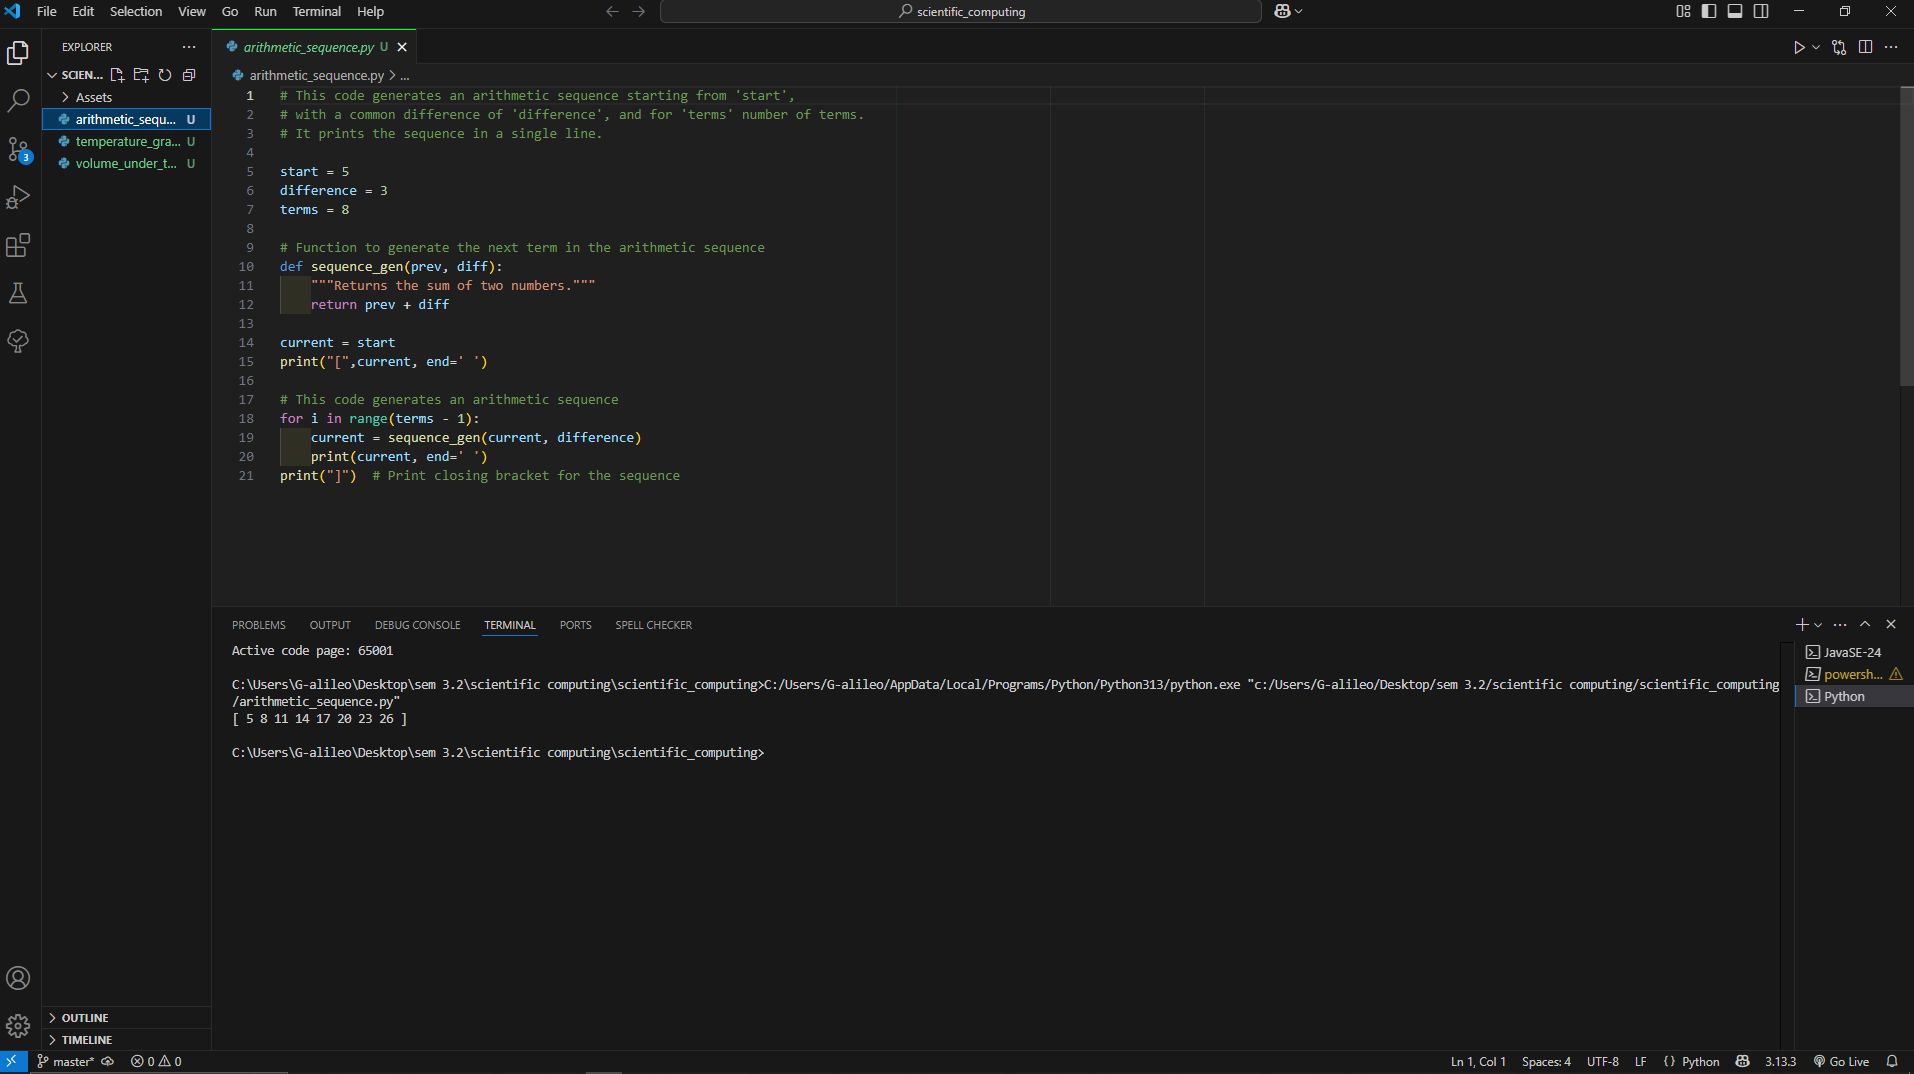 File Edit Selection View Go Run Terminal Help
scientific_computing
EXPLORER
SCIEN...
Assets
arithmetic_sequ... U
temperature_gra... U
volume_under_t... U
3
OUTLINE
TIMELINE
arithmetic_sequence.py U
arithmetic_sequence.py > ...
1 # This code generates an arithmetic sequence starting from 'start',
2 # with a common difference of 'difference', and for 'terms' number of terms.
3 # It prints the sequence in a single line.
4
5 start = 5
6 difference = 3
7 terms = 8
8
9 # Function to generate the next term in the arithmetic sequence
10 def sequence_gen(prev, diff):
11     """Returns the sum of two numbers."""
12     return prev + diff
13
14 current = start
15 print("[",current, end=' ')
16
17 # This code generates an arithmetic sequence
18 for i in range(terms - 1):
19     current = sequence_gen(current, difference)
20     print(current, end=' ')
21 print("]")  # Print closing bracket for the sequence
PROBLEMS OUTPUT DEBUG CONSOLE TERMINAL PORTS SPELL CHECKER
Active code page: 65001
C:\Users\G-alileo\Desktop\sem 3.2\scientific computing\scientific_computing>C:/Users/G-alileo/AppData/Local/Programs/Python/Python313/python.exe "c:/Users/G-alileo/Desktop/sem 3.2/scientific computing/scientific_computing
/arithmetic_sequence.py"
[ 5 8 11 14 17 20 23 26 ]
C:\Users\G-alileo\Desktop\sem 3.2\scientific computing\scientific_computing>
JavaSE-24
powersh...
Python
master* 0 0
Ln 1, Col 1 Spaces: 4 UTF-8 LF {} Python 3.13.3 Go Live